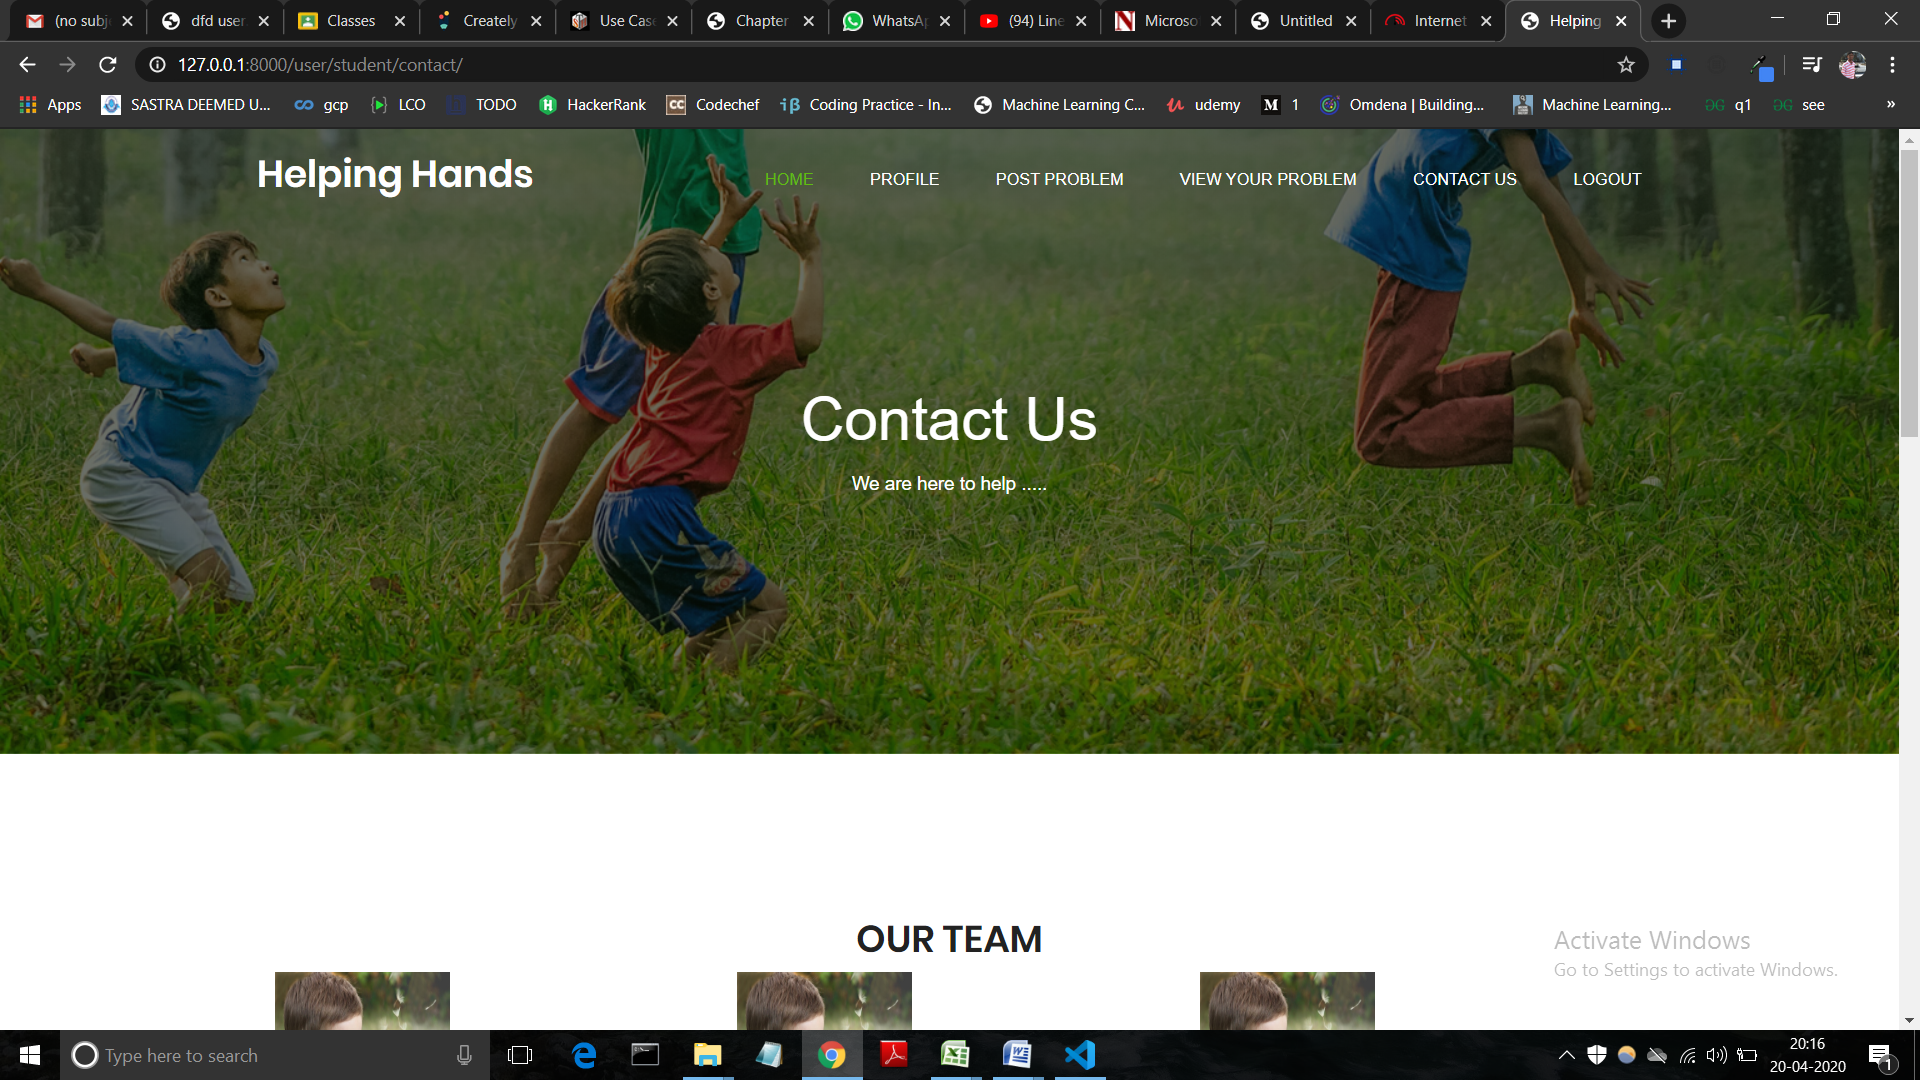 (no subj
dfd user
Classes
Creately
Use Case
Chapter
WhatsAp
(94) Line
Microso
Untitled
Internet
Helping
127.0.0.1:8000/user/student/contact/
Apps
SASTRA DEEMED U...
gcp
LCO
TODO
HackerRank
CC
Codechef
Coding Practice - In...
Machine Learning C...
udemy
M
1
Omdena | Building...
Machine Learning...
q1
see
»
Helping Hands
HOME
PROFILE
POST PROBLEM
VIEW YOUR PROBLEM
CONTACT US
LOGOUT
Contact Us
We are here to help .....
OUR TEAM
Activate Windows
Go to Settings to activate Windows.
Type here to search
20:16
20-04-2020
1